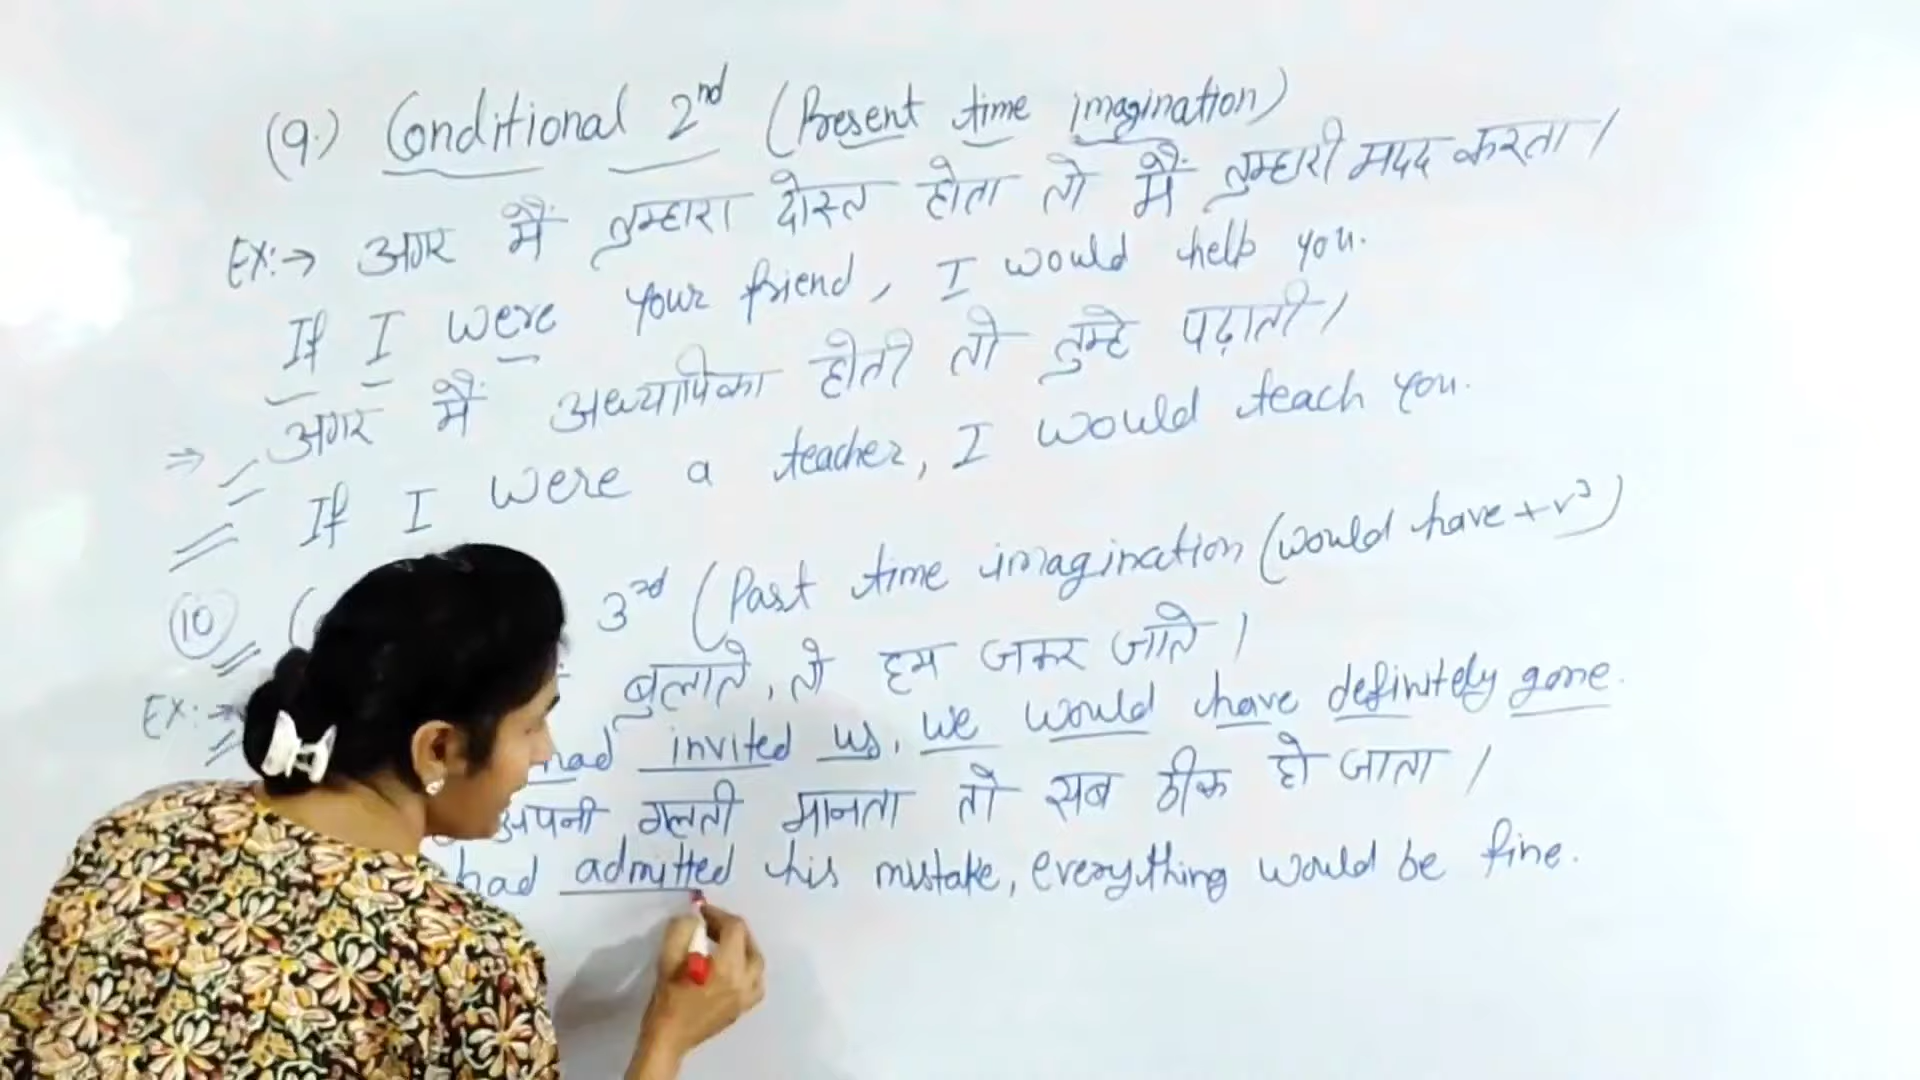 (9.) Conditional 2nd (Present time imagination)
Ex:→ अगर मैं तुम्हारा दोस्त होता तो मैं तुम्हारी मदद करता।
If I were your friend, I would help you.
⇒ अगर मैं अध्यापिका होती तो तुम्हे पढ़ाती।
If I were a teacher, I would teach you.
(10) ( 3rd (Past time imagination (would have + v3)
Ex:→ बुलाते, तो हम जरूर जाते।
had invited us, we would have definitely gone.
अपनी गलती मानता तो सब ठीक हो जाता।
had admitted his mistake, everything would be fine.